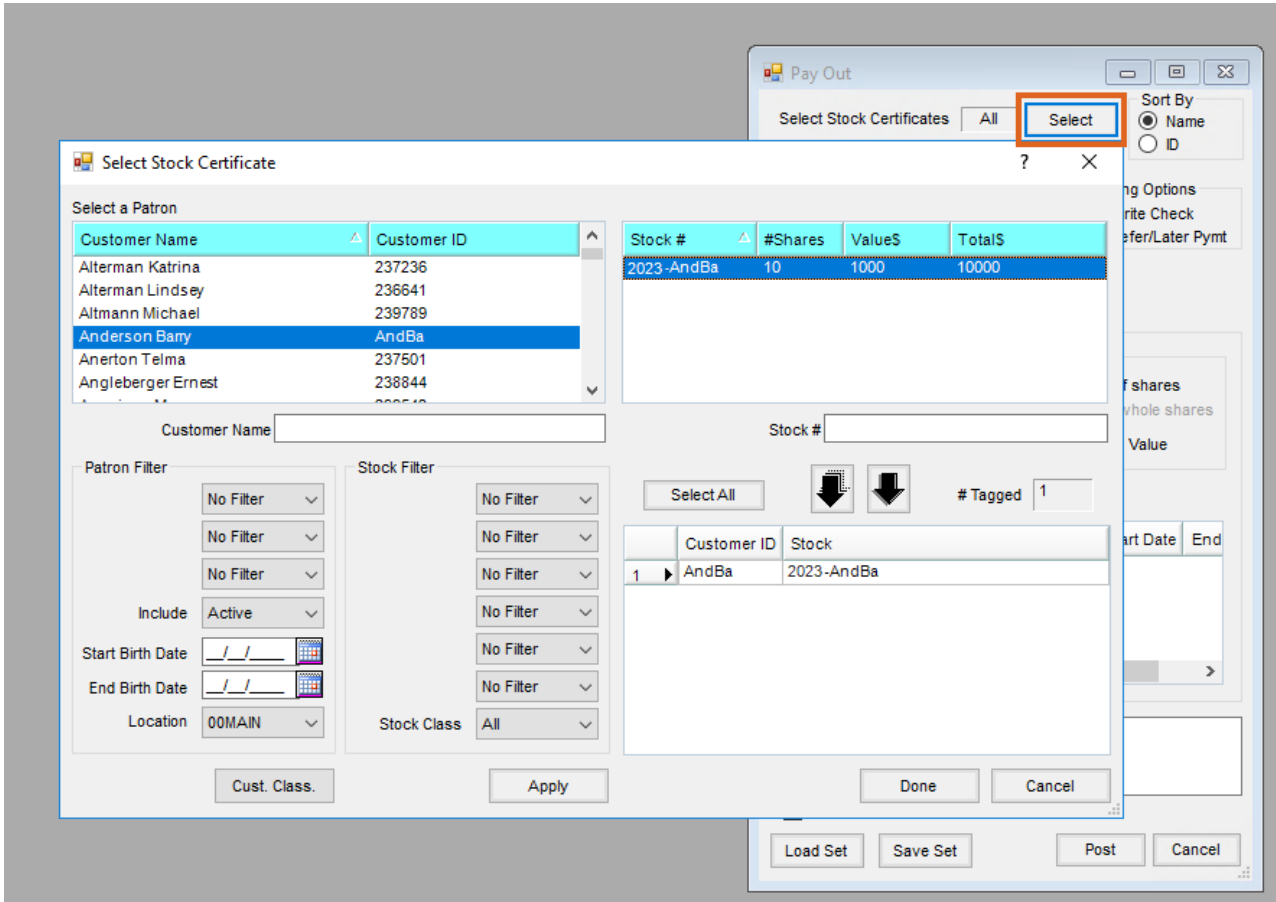 Pay Out
Select Stock Certificates All Select
Sort By
Name
ID
Select Stock Certificate ?
Select a Patron
Customer Name Customer ID
Alterman Katrina 237236
Alterman Lindsey 236641
Altmann Michael 239789
Anderson Barry AndBa
Anerton Telma 237501
Angleberger Ernest 238844
Stock # #Shares Value$ Total$
2023-AndBa 10 1000 10000
ng Options
rite Check
efer/Later Pymt
f shares
whole shares
Value
Customer Name
Stock #
Patron Filter
No Filter
No Filter
No Filter
Include Active
Start Birth Date __/__/____
End Birth Date __/__/____
Location 00MAIN
Stock Filter
No Filter
No Filter
No Filter
No Filter
No Filter
No Filter
Stock Class All
Select All # Tagged 1
Customer ID Stock
1 AndBa 2023-AndBa
art Date End
Cust. Class. Apply Done Cancel
Load Set Save Set Post Cancel